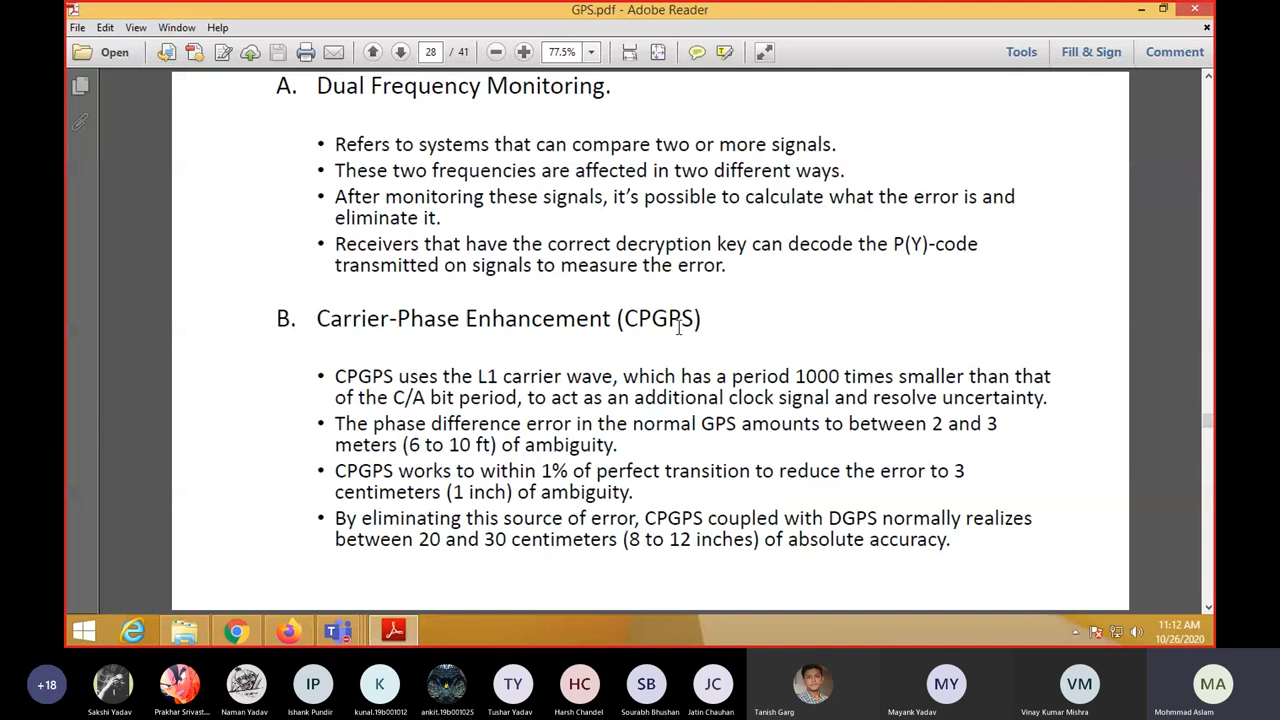 GPS.pdf - Adobe Reader
File Edit View Window Help
Open 28 / 41 77.5% Tools Fill & Sign Comment
A. Dual Frequency Monitoring.
• Refers to systems that can compare two or more signals.
• These two frequencies are affected in two different ways.
• After monitoring these signals, it's possible to calculate what the error is and
eliminate it.
• Receivers that have the correct decryption key can decode the P(Y)-code
transmitted on signals to measure the error.
B. Carrier-Phase Enhancement (CPGPS)
• CPGPS uses the L1 carrier wave, which has a period 1000 times smaller than that
of the C/A bit period, to act as an additional clock signal and resolve uncertainty.
• The phase difference error in the normal GPS amounts to between 2 and 3
meters (6 to 10 ft) of ambiguity.
• CPGPS works to within 1% of perfect transition to reduce the error to 3
centimeters (1 inch) of ambiguity.
• By eliminating this source of error, CPGPS coupled with DGPS normally realizes
between 20 and 30 centimeters (8 to 12 inches) of absolute accuracy.
11:12 AM
10/26/2020
+18 IP K TY HC SB JC MY VM MA
Sakshi Yadav Prakhar Srivast... Naman Yadav Ishank Pundir kunal.19b001012 ankit.19b001025 Tushar Yadav Harsh Chandel Sourabh Bhushan Jatin Chauhan Tanish Garg Mayank Yadav Vinay Kumar Mishra Mohmmad Aslam